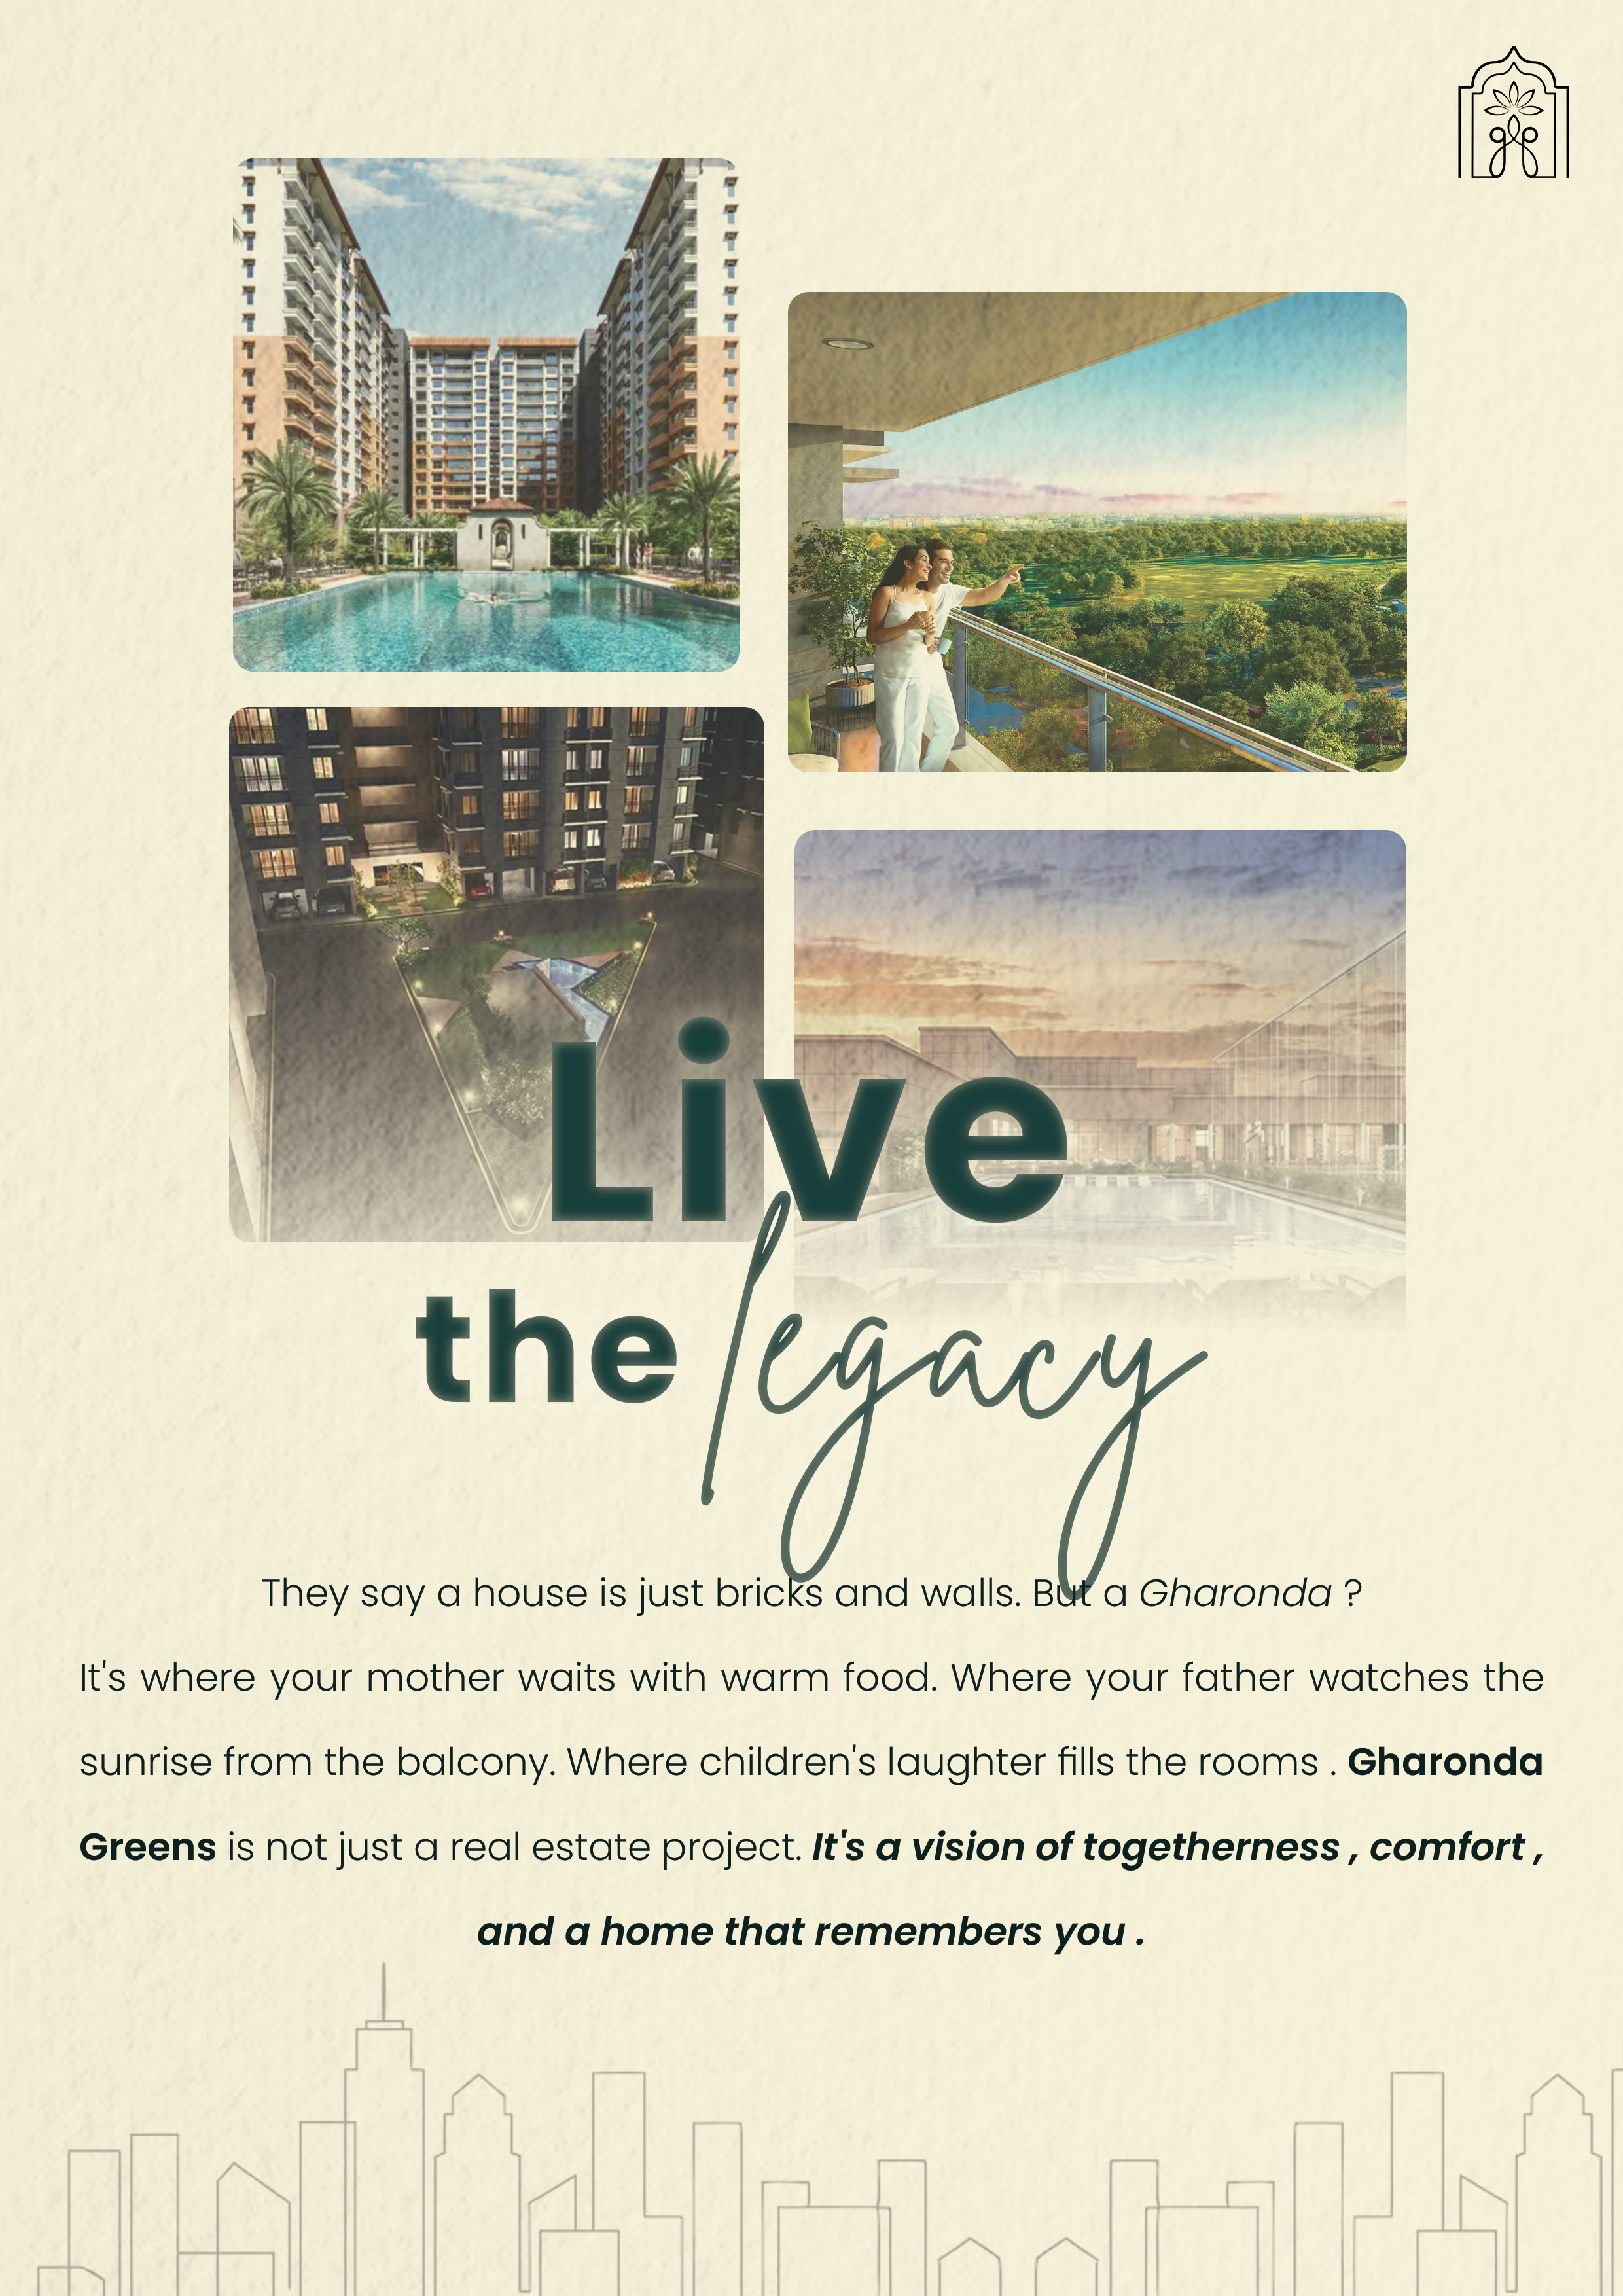 Live
the legacy
They say a house is just bricks and walls. But a Gharonda ?
It's where your mother waits with warm food. Where your father watches the
sunrise from the balcony. Where children's laughter fills the rooms . Gharonda
Greens is not just a real estate project. It's a vision of togetherness , comfort ,
and a home that remembers you .